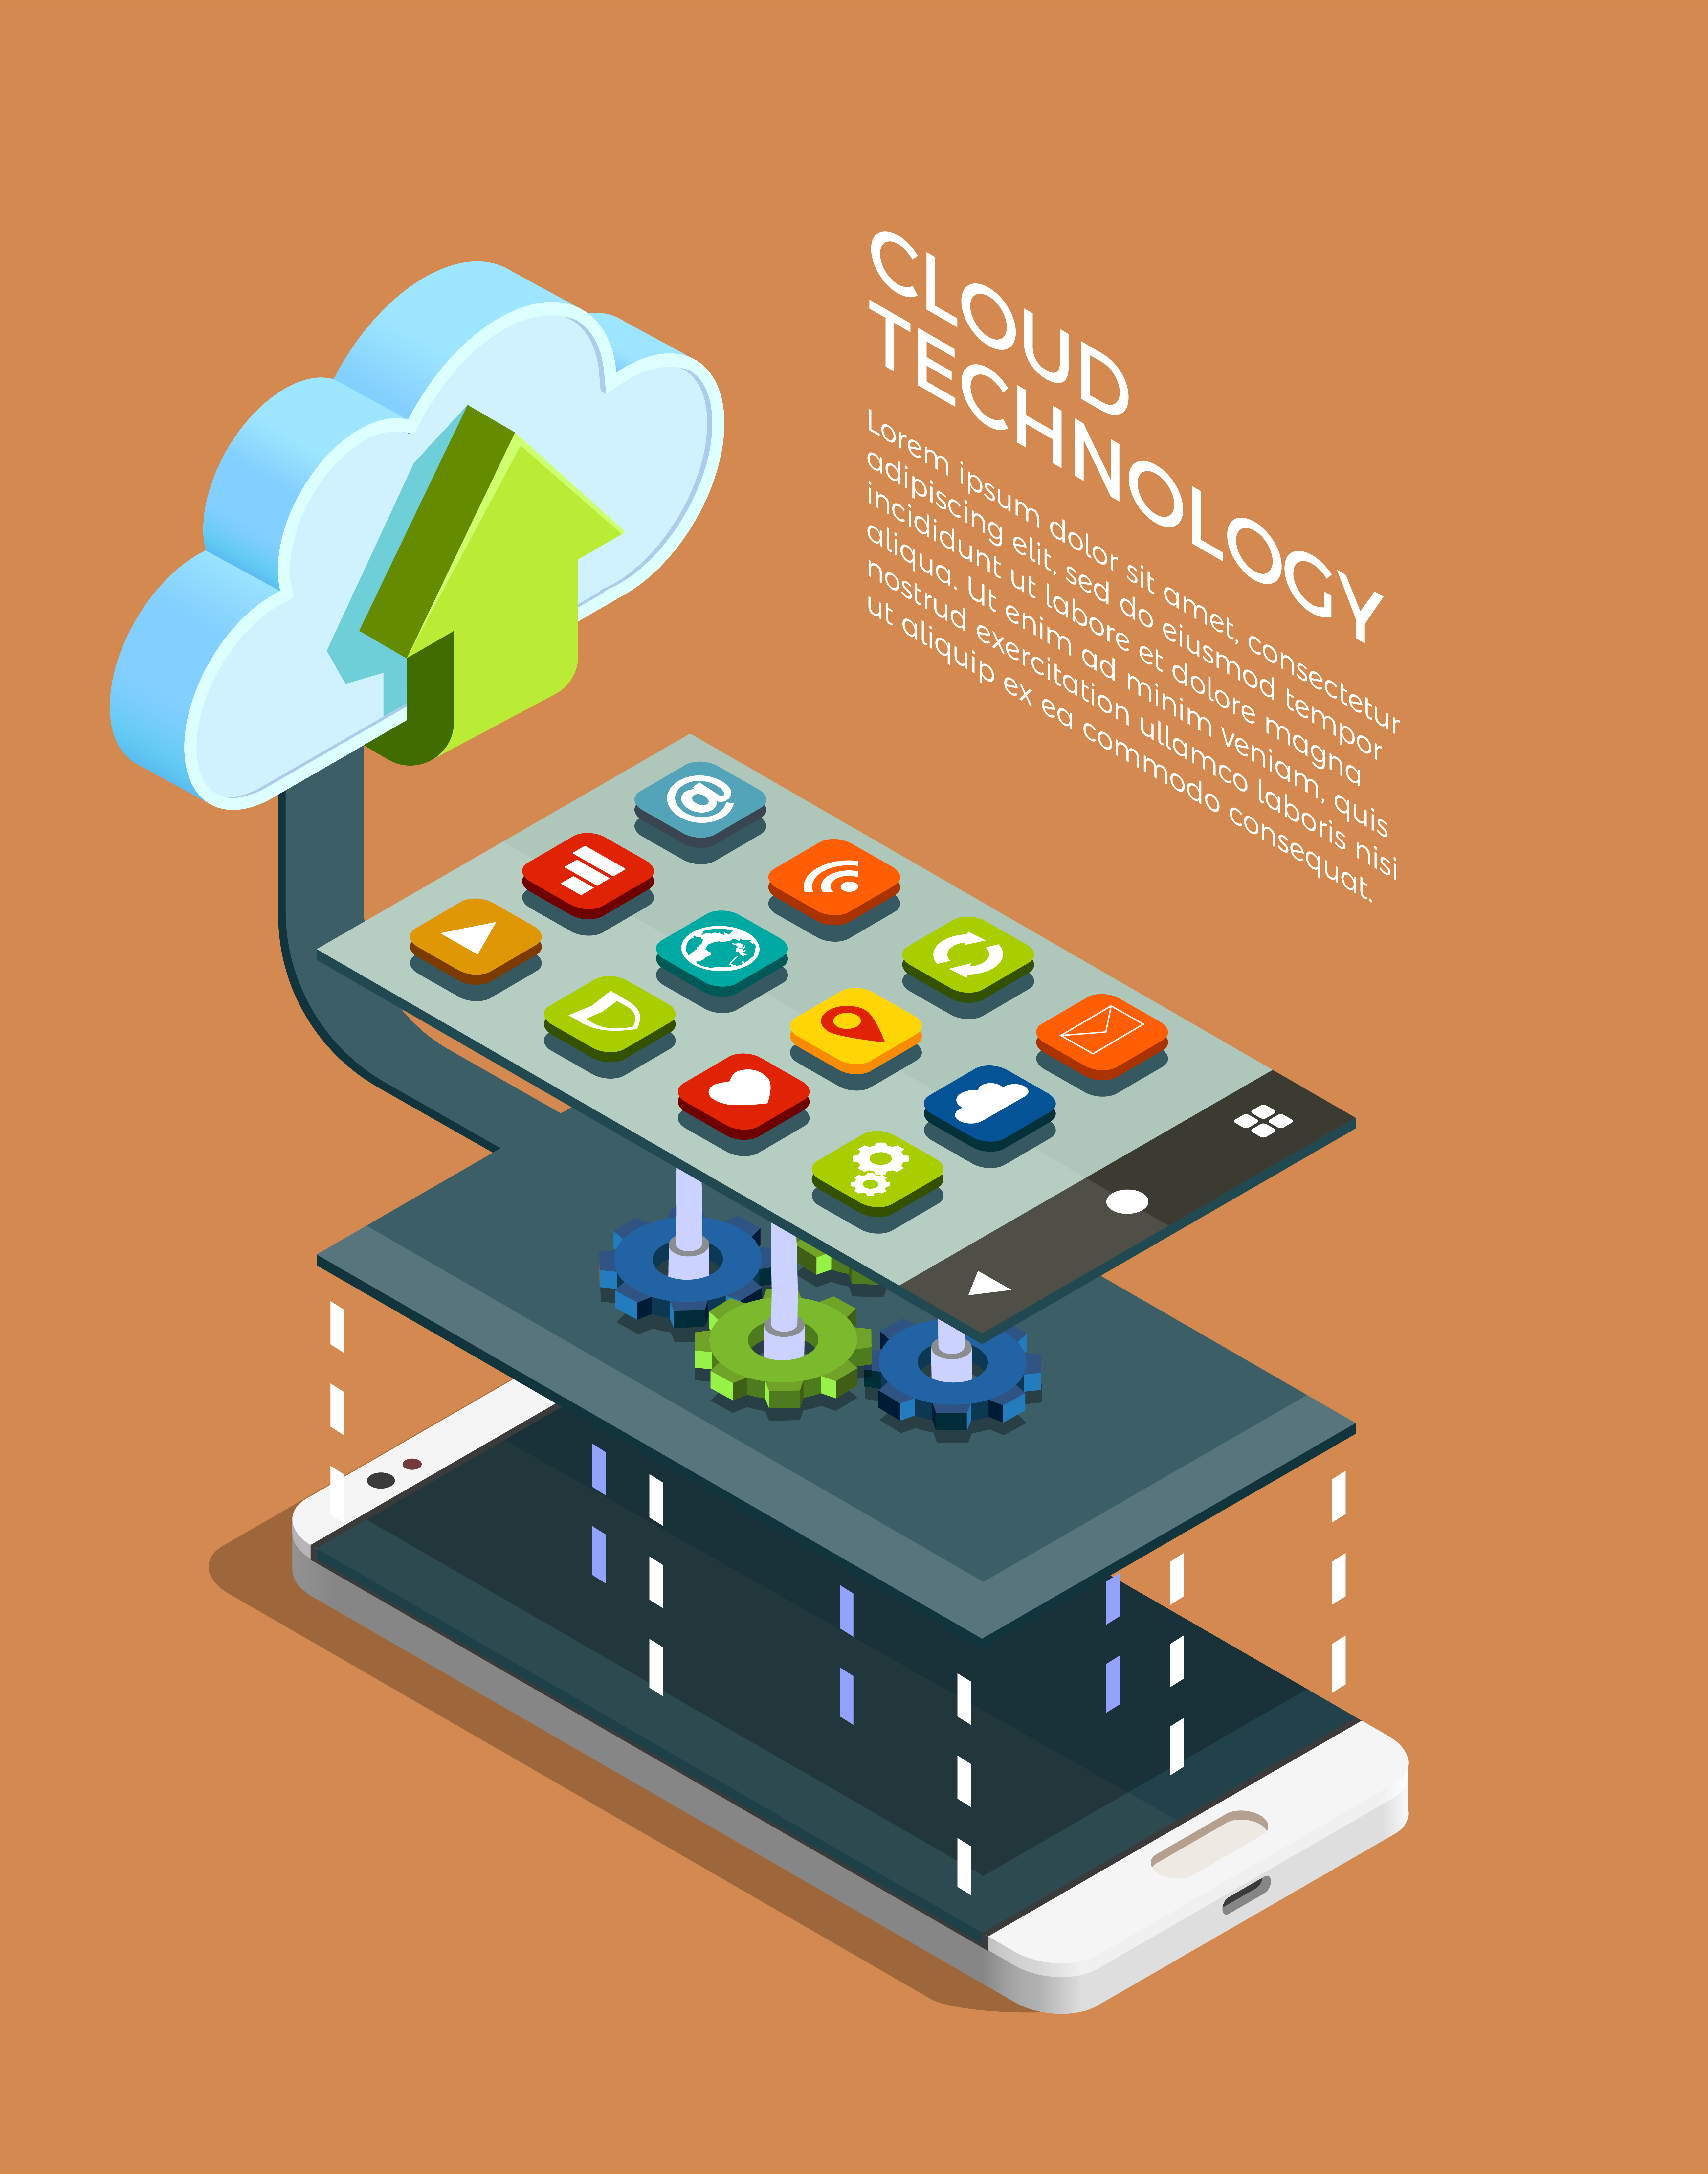 CLOUD
TECHNOLOGY
Lorem ipsum dolor sit amet, consectetur
adipiscing elit, sed do eiusmod tempor
incididunt ut labore et dolore magna
aliqua. Ut enim ad minim veniam, quis
nostrud exercitation ullamco laboris nisi
ut aliquip ex ea commodo consequat.
@